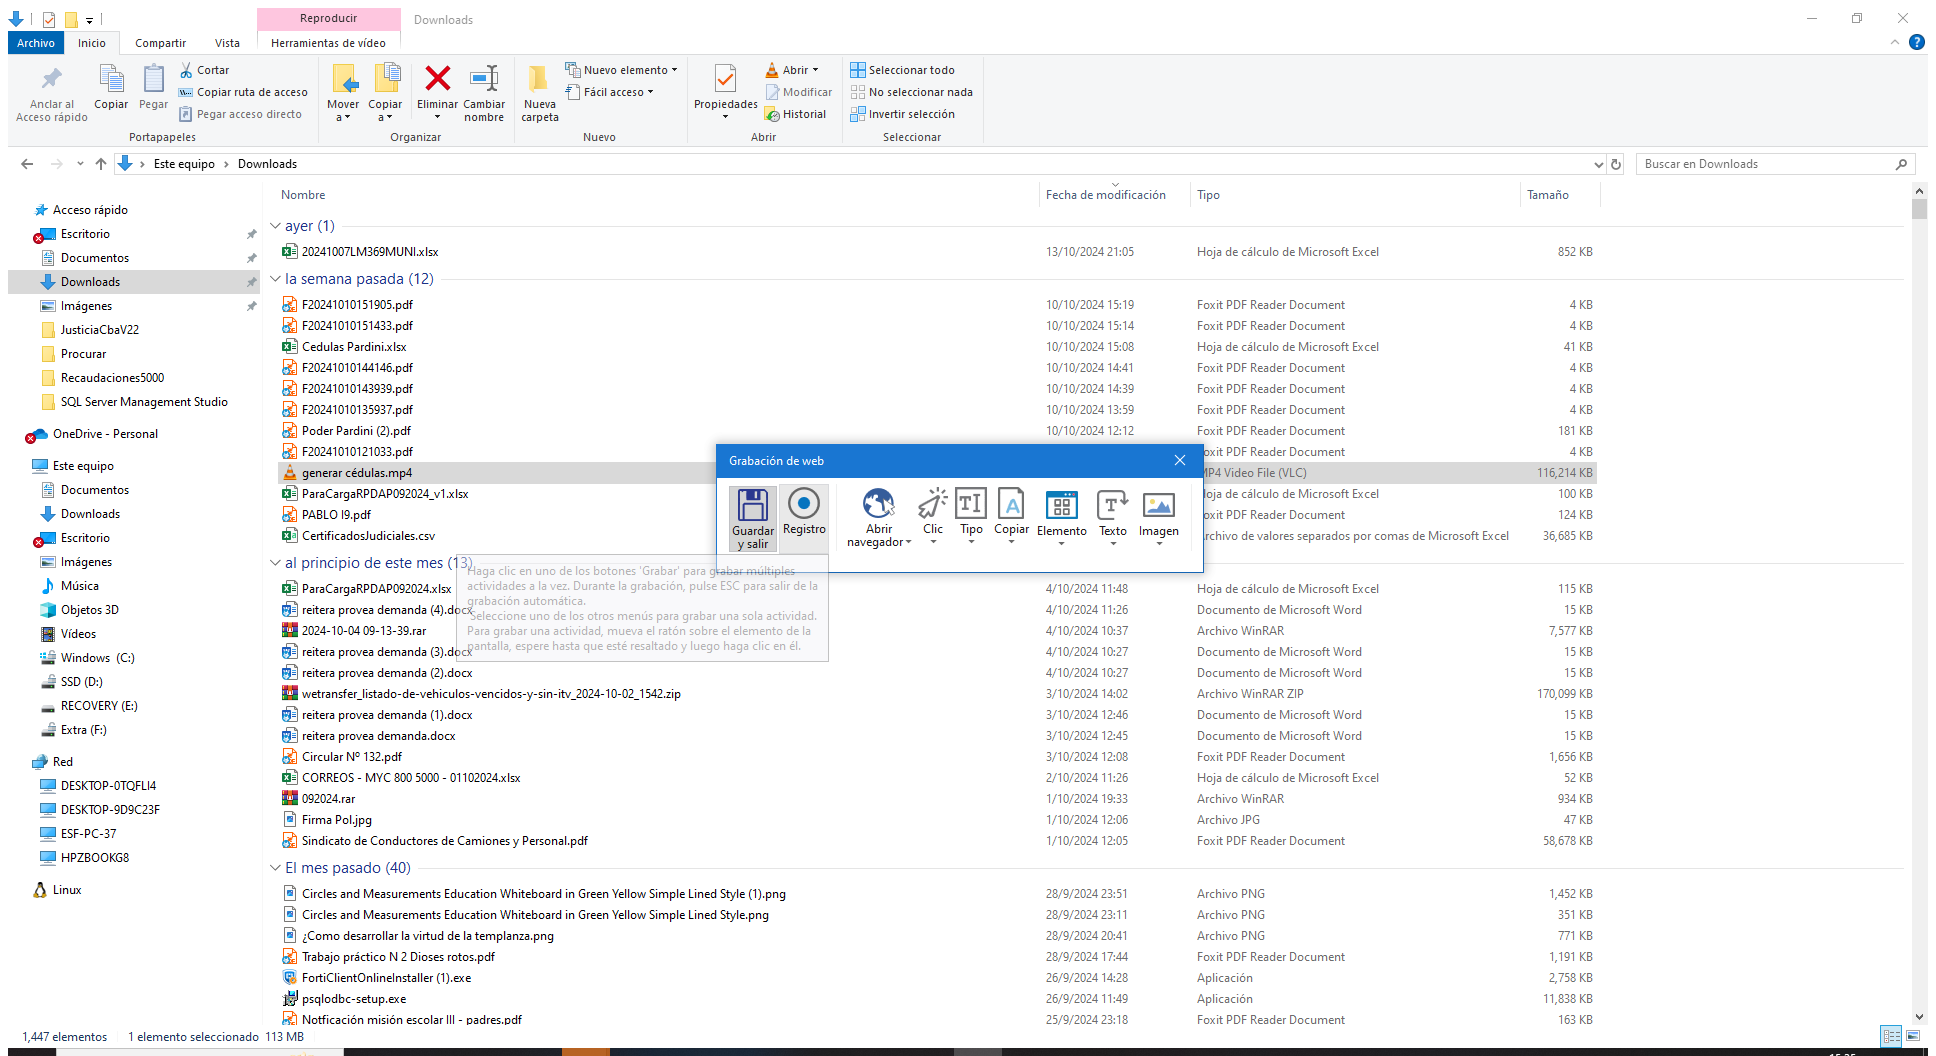 Reproducir
Downloads
Archivo
Inicio
Compartir
Vista
Herramientas de vídeo
Anclar al
Acceso rápido
Copiar
Pegar
Cortar
Copiar ruta de acceso
Pegar acceso directo
Portapapeles
Mover
a
Copiar
a
Eliminar
Cambiar
nombre
Organizar
Nueva
carpeta
Nuevo elemento
Fácil acceso
Nuevo
Propiedades
Abrir
Modificar
Historial
Abrir
Seleccionar todo
No seleccionar nada
Invertir selección
Seleccionar
Este equipo > Downloads
Buscar en Downloads
Acceso rápido
Escritorio
Documentos
Downloads
Imágenes
JusticiaCbaV22
Procurar
Recaudaciones5000
SQL Server Management Studio
OneDrive - Personal
Este equipo
Documentos
Downloads
Escritorio
Imágenes
Música
Objetos 3D
Vídeos
Windows (C:)
SSD (D:)
RECOVERY (E:)
Extra (F:)
Red
DESKTOP-0TQFLI4
DESKTOP-9D9C23F
ESF-PC-37
HPZBOOKG8
Linux
Nombre Fecha de modificación Tipo Tamaño
ayer (1)
20241007LM369MUNI.xlsx 13/10/2024 21:05 Hoja de cálculo de Microsoft Excel 852 KB
la semana pasada (12)
F20241010151905.pdf 10/10/2024 15:19 Foxit PDF Reader Document 4 KB
F20241010151433.pdf 10/10/2024 15:14 Foxit PDF Reader Document 4 KB
Cedulas Pardini.xlsx 10/10/2024 15:08 Hoja de cálculo de Microsoft Excel 41 KB
F20241010144146.pdf 10/10/2024 14:41 Foxit PDF Reader Document 4 KB
F20241010143939.pdf 10/10/2024 14:39 Foxit PDF Reader Document 4 KB
F20241010135937.pdf 10/10/2024 13:59 Foxit PDF Reader Document 4 KB
Poder Pardini (2).pdf 10/10/2024 12:12 Foxit PDF Reader Document 181 KB
F20241010121033.pdf oxit PDF Reader Document 4 KB
generar cédulas.mp4 MP4 Video File (VLC) 116,214 KB
ParaCargaRPDAP092024_v1.xlsx oja de cálculo de Microsoft Excel 100 KB
PABLO I9.pdf oxit PDF Reader Document 124 KB
CertificadosJudiciales.csv rchivo de valores separados por comas de Microsoft Excel 36,685 KB
al principio de este mes (13)
ParaCargaRPDAP092024.xlsx 4/10/2024 11:48 Hoja de cálculo de Microsoft Excel 115 KB
reitera provea demanda (4).docx 4/10/2024 11:26 Documento de Microsoft Word 15 KB
2024-10-04 09-13-39.rar 4/10/2024 10:37 Archivo WinRAR 7,577 KB
reitera provea demanda (3).docx 4/10/2024 10:27 Documento de Microsoft Word 15 KB
reitera provea demanda (2).docx 4/10/2024 10:27 Documento de Microsoft Word 15 KB
wetransfer_listado-de-vehiculos-vencidos-y-sin-itv_2024-10-02_1542.zip 3/10/2024 14:02 Archivo WinRAR ZIP 170,099 KB
reitera provea demanda (1).docx 3/10/2024 12:46 Documento de Microsoft Word 15 KB
reitera provea demanda.docx 3/10/2024 12:45 Documento de Microsoft Word 15 KB
Circular Nº 132.pdf 3/10/2024 12:08 Foxit PDF Reader Document 1,656 KB
CORREOS - MYC 800 5000 - 01102024.xlsx 2/10/2024 11:26 Hoja de cálculo de Microsoft Excel 52 KB
092024.rar 1/10/2024 19:33 Archivo WinRAR 934 KB
Firma Pol.jpg 1/10/2024 12:06 Archivo JPG 47 KB
Sindicato de Conductores de Camiones y Personal.pdf 1/10/2024 12:05 Foxit PDF Reader Document 58,678 KB
El mes pasado (40)
Circles and Measurements Education Whiteboard in Green Yellow Simple Lined Style (1).png 28/9/2024 23:51 Archivo PNG 1,452 KB
Circles and Measurements Education Whiteboard in Green Yellow Simple Lined Style.png 28/9/2024 23:11 Archivo PNG 351 KB
¿Como desarrollar la virtud de la templanza.png 28/9/2024 20:41 Archivo PNG 771 KB
Trabajo práctico N 2 Dioses rotos.pdf 28/9/2024 17:44 Foxit PDF Reader Document 1,191 KB
FortiClientOnlineInstaller (1).exe 26/9/2024 14:28 Aplicación 2,758 KB
psqlodbc-setup.exe 26/9/2024 11:49 Aplicación 11,838 KB
Notficación misión escolar III - padres.pdf 25/9/2024 23:18 Foxit PDF Reader Document 163 KB
Grabación de web
Guardar
y salir
Registro
Abrir
navegador
Clic
Tipo
Copiar
Elemento
Texto
Imagen
Haga clic en uno de los botones 'Grabar' para grabar múltiples
actividades a la vez. Durante la grabación, pulse ESC para salir de la
grabación automática.
Seleccione uno de los otros menús para grabar una sola actividad.
Para grabar una actividad, mueva el ratón sobre el elemento de la
pantalla, espere hasta que esté resaltado y luego haga clic en él.
1,447 elementos 1 elemento seleccionado 113 MB